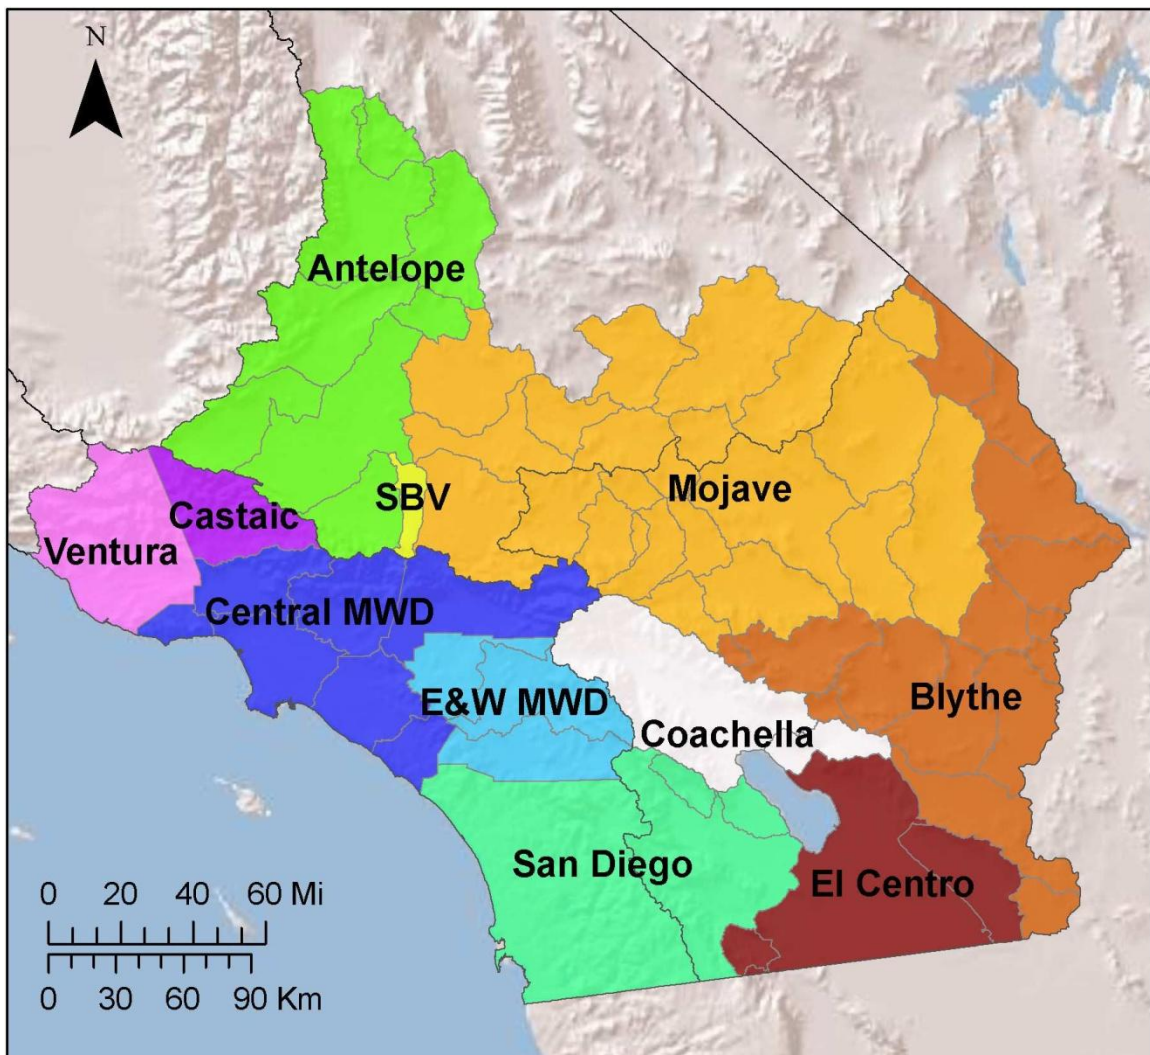 N
Antelope
SBV
Mojave
Castaic
Ventura
Central MWD
E&W MWD
Blythe
Coachella
San Diego
El Centro
0 20 40 60 Mi
0 30 60 90 Km